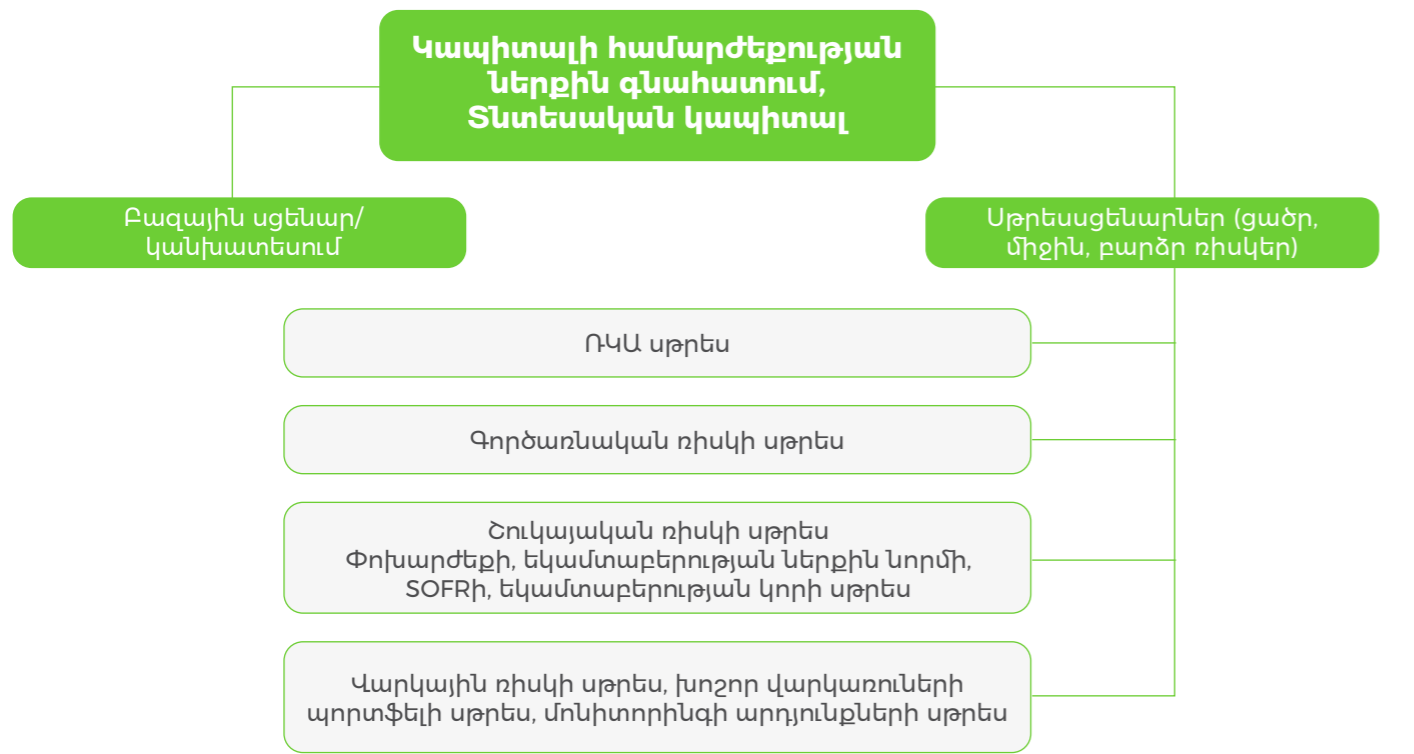 Կապիտալի համարժեքության
ներքին գնահատում,
Տնտեսական կապիտալ
Բազային սցենար/
կանխատեսում
Սթրեսսցենարներ (ցածր,
միջին, բարձր ռիսկեր)
ՌԿԱ սթրես
Գործառնական ռիսկի սթրես
Շուկայական ռիսկի սթրես
Փոխարժեքի, եկամտաբերության ներքին նորմի,
SOFRի, եկամտաբերության կորի սթրես
Վարկային ռիսկի սթրես, խոշոր վարկառուների
պորտֆելի սթրես, մոնիտորինգի արդյունքների սթրես